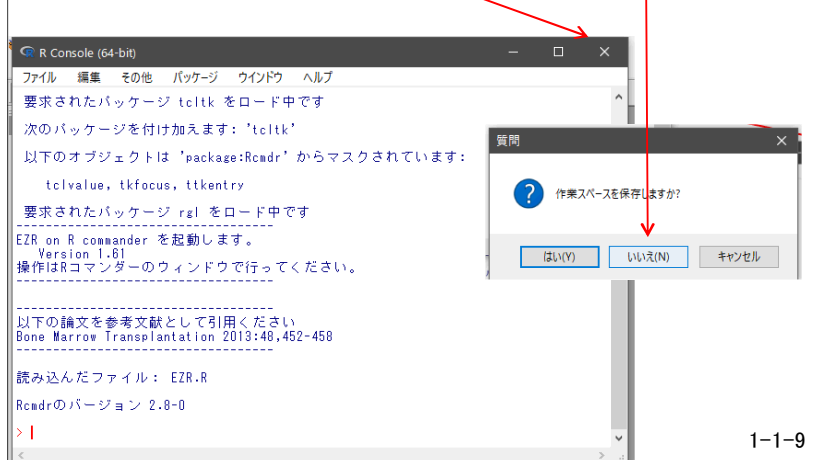 R Console (64-bit)
ファイル 編集 その他 パッケージ ウインドウ ヘルプ
要求されたパッケージ tcltk をロード中です
次のパッケージを付け加えます: 'tcltk'
以下のオブジェクトは 'package:Rcmdr' からマスクされています:
tclvalue, tkfocus, ttkentry
要求されたパッケージ rgl をロード中です
--------------------------------------
EZR on R commander を起動します。
Version 1.61
操作はRコマンダーのウィンドウで行ってください。
--------------------------------------
--------------------------------------
以下の論文を参考文献として引用ください
Bone Marrow Transplantation 2013:48,452-458
--------------------------------------
読み込んだファイル: EZR.R
Rcmdrのバージョン 2.8-0
>
質問
作業スペースを保存しますか?
はい(Y) いいえ(N) キャンセル
1-1-9